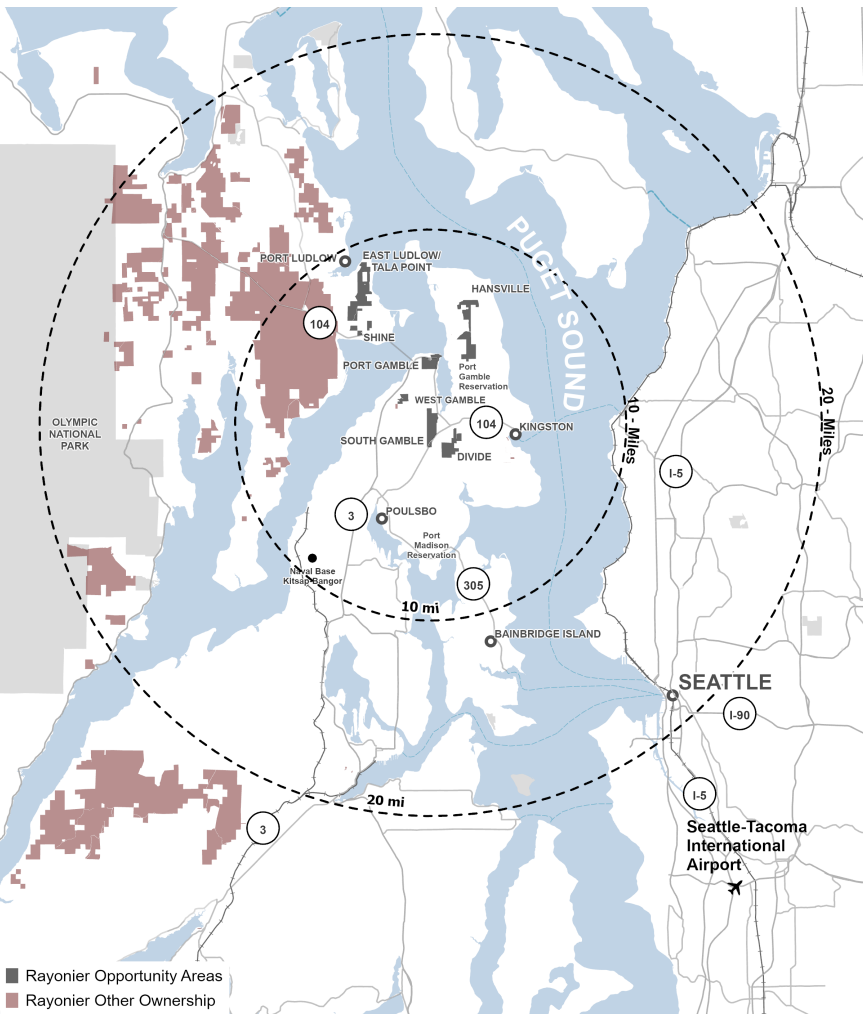 PUGET SOUND
PORT LUDLOW
EAST LUDLOW/
TALA POINT
HANSVILLE
104
SHINE
PORT GAMBLE
Port
Gamble
Reservation
WEST GAMBLE
10 - Miles
20 - Miles
OLYMPIC
NATIONAL
PARK
104
KINGSTON
SOUTH GAMBLE
DIVIDE
I-5
3
POULSBO
Port
Madison
Reservation
Naval Base
Kitsap-Bangor
305
10 mi
BAINBRIDGE ISLAND
SEATTLE
I-90
20 mi
I-5
3
Seattle-Tacoma
International
Airport
Rayonier Opportunity Areas
Rayonier Other Ownership